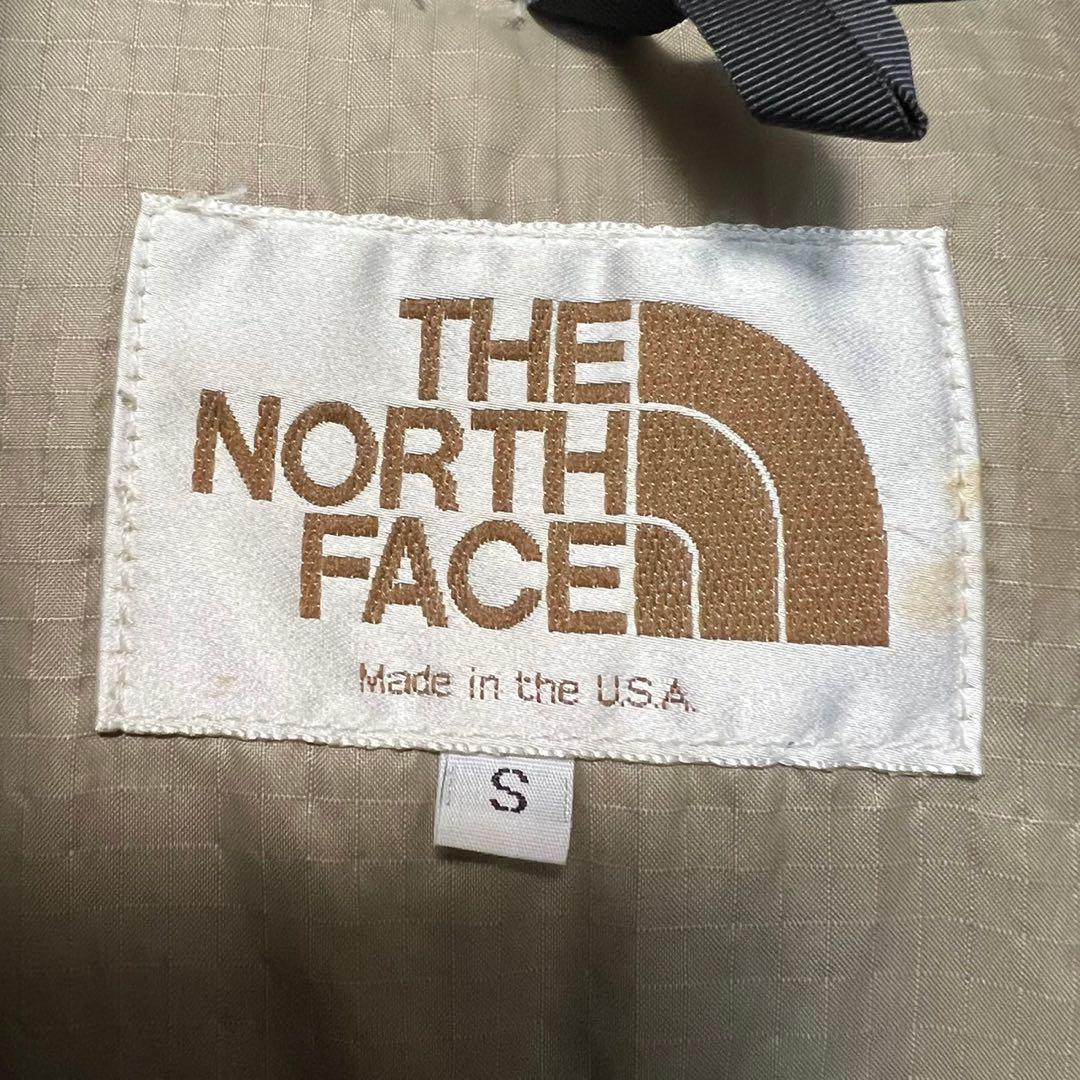 THE
NORTH
FACE
Made in the U.S.A.
S